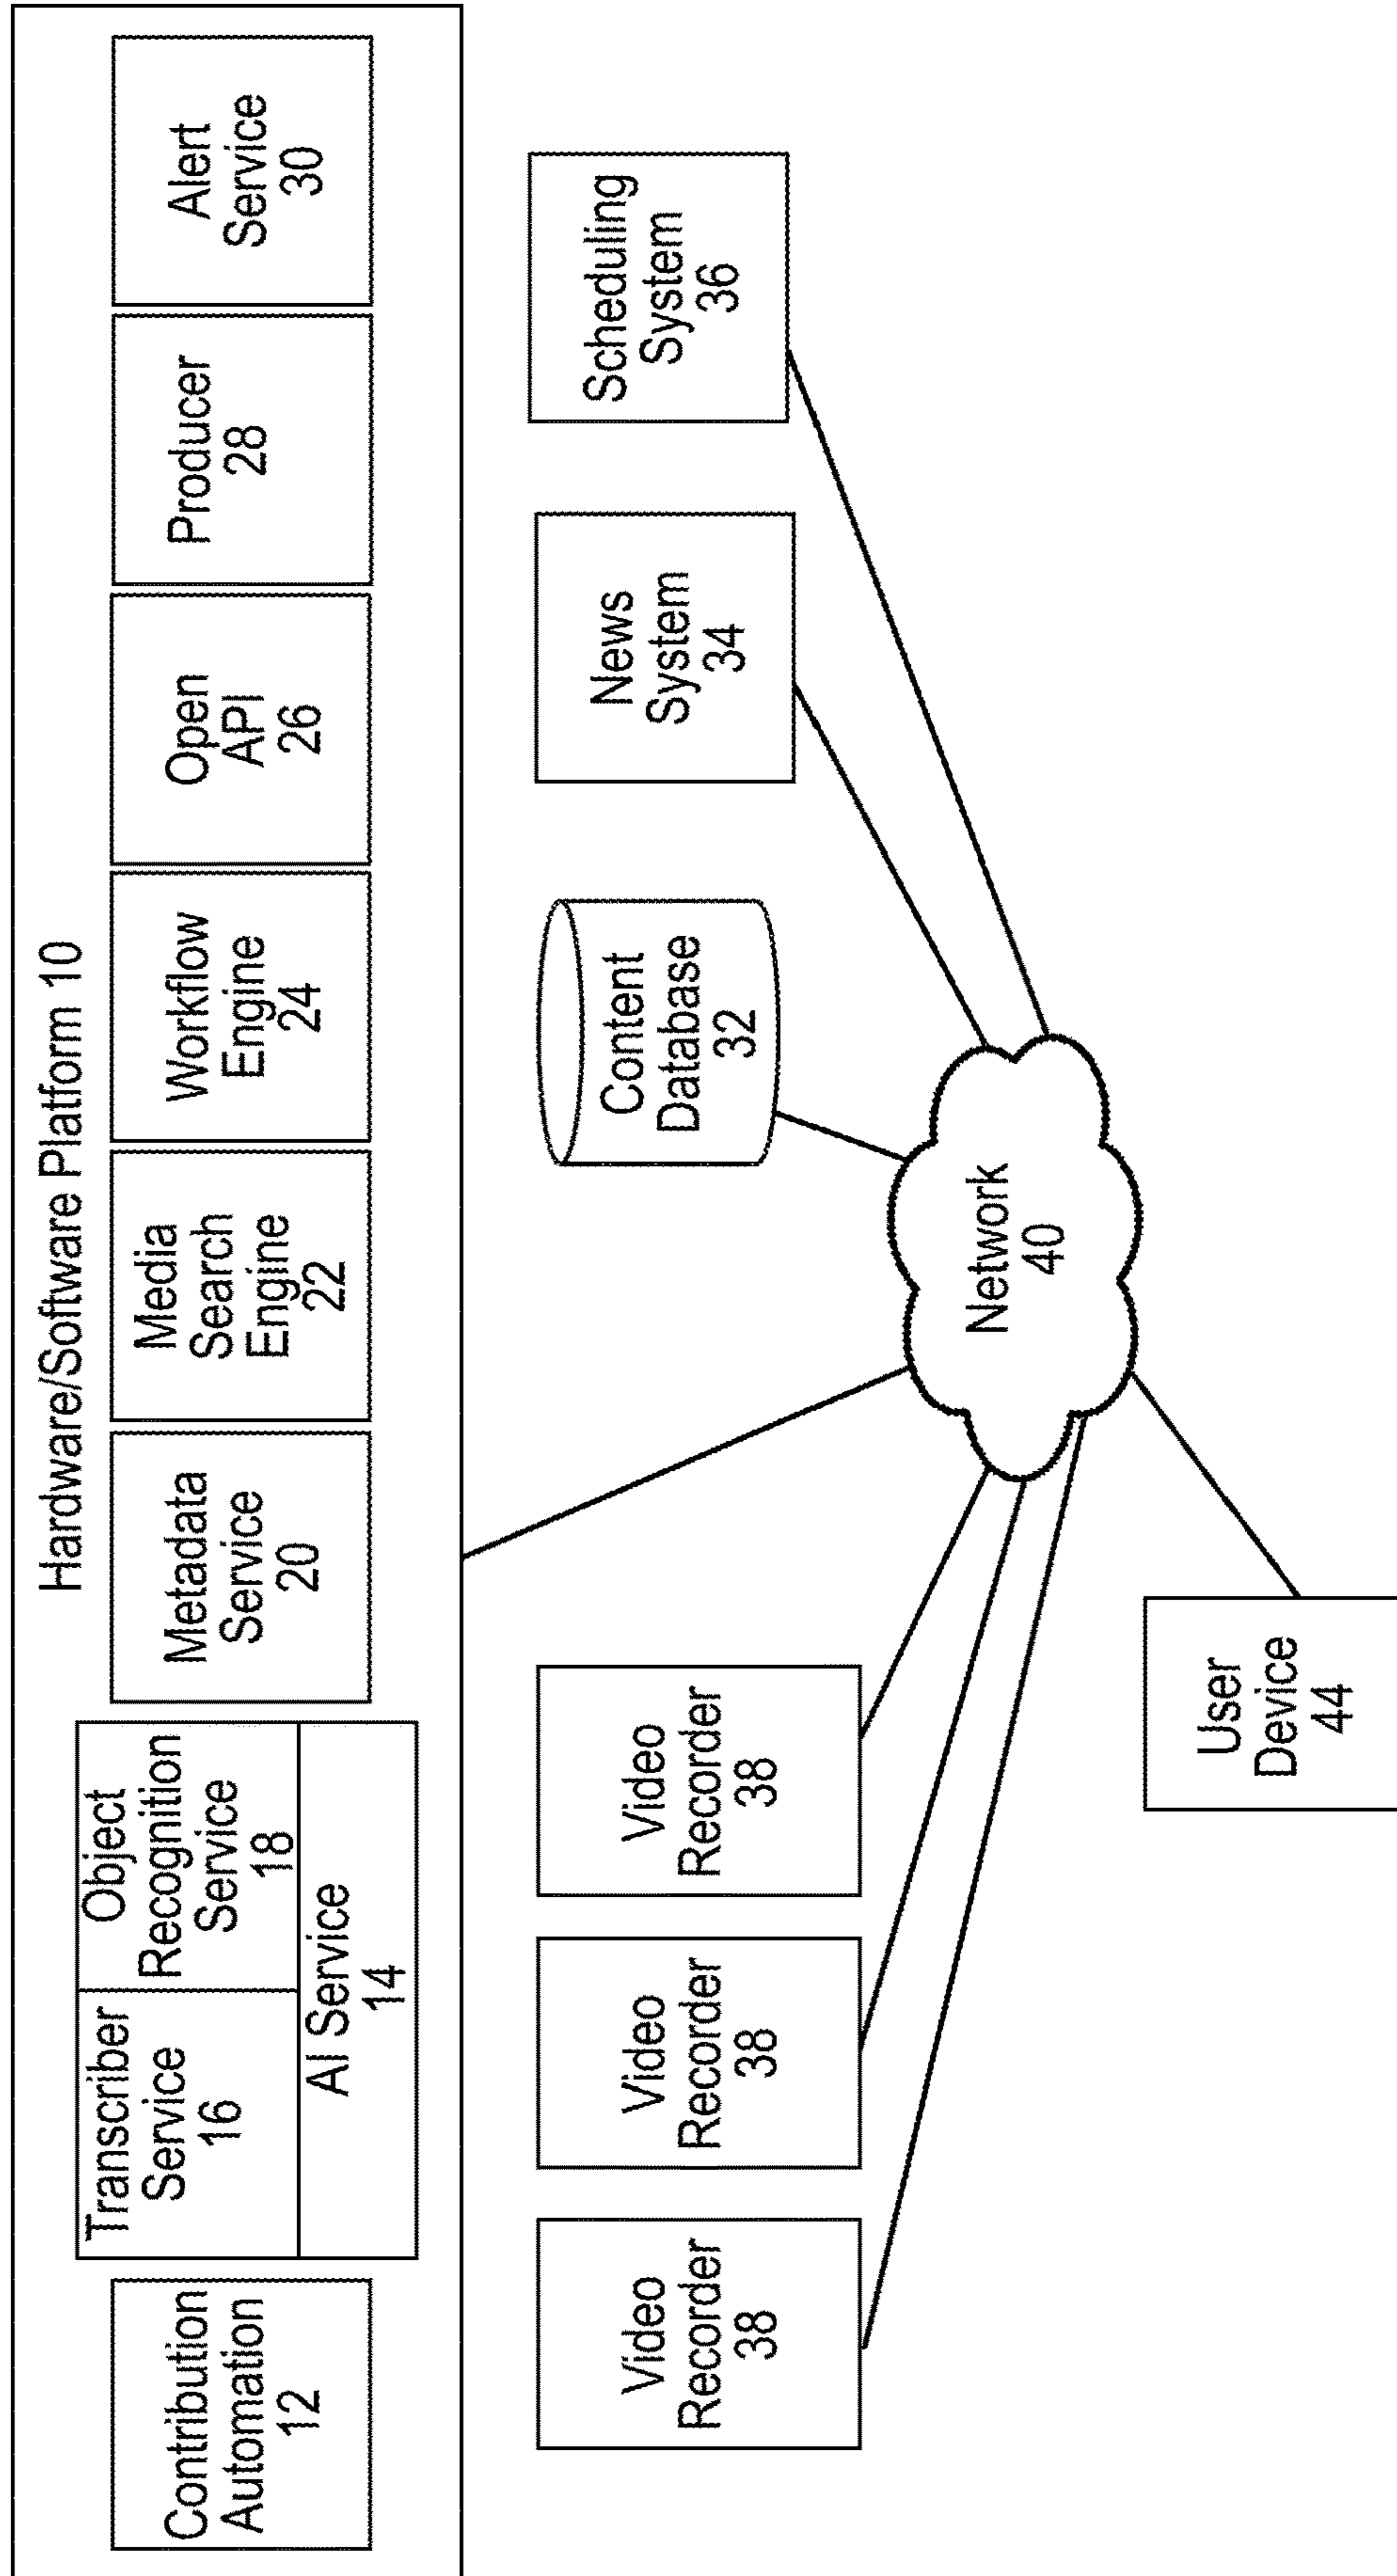 Hardware/Software Platform 10
Contribution
Automation
12
Transcriber
Service
16
Object
Recognition
Service
18
AI Service
14
Metadata
Service
20
Media
Search
Engine
22
Workflow
Engine
24
Open
API
26
Producer
28
Alert
Service
30
Video
Recorder
38
Video
Recorder
38
Video
Recorder
38
Content
Database
32
News
System
34
Scheduling
System
36
Network
40
User
Device
44